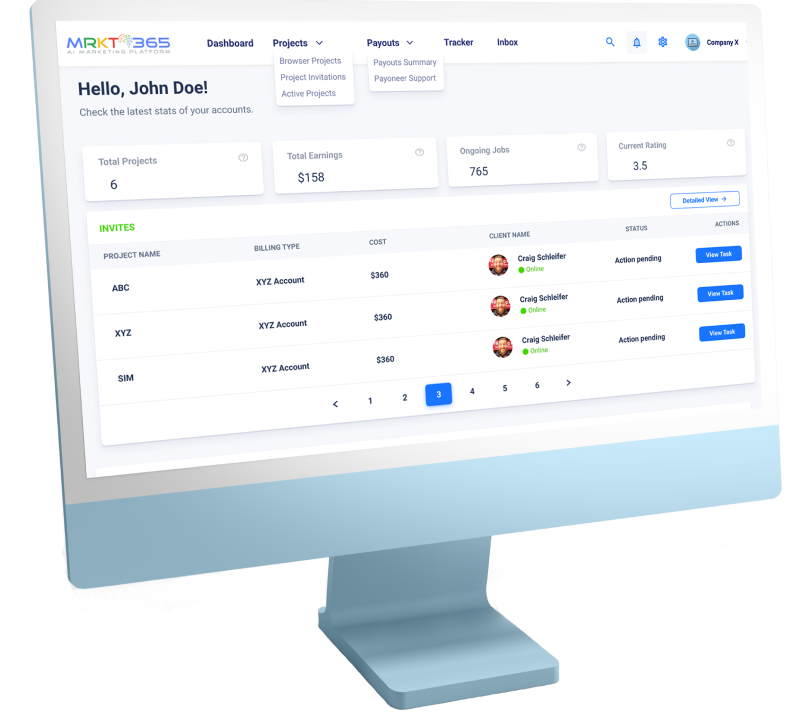 MRKT 365
AI MARKETING PLATFORM
Dashboard Projects Payouts Tracker Inbox Company X
Browser Projects
Project Invitations
Active Projects
Payouts Summary
Payoneer Support
Hello, John Doe!
Check the latest stats of your accounts.
Total Projects
6
Total Earnings
$158
Ongoing Jobs
765
Current Rating
3.5
INVITES
Detailed View →
PROJECT NAME BILLING TYPE COST CLIENT NAME STATUS ACTIONS
ABC XYZ Account $360 Craig Schleifer Action pending View Task
Online
XYZ XYZ Account $360 Craig Schleifer Action pending View Task
Online
SIM XYZ Account $360 Craig Schleifer Action pending View Task
Online
< 1 2 3 4 5 6 >